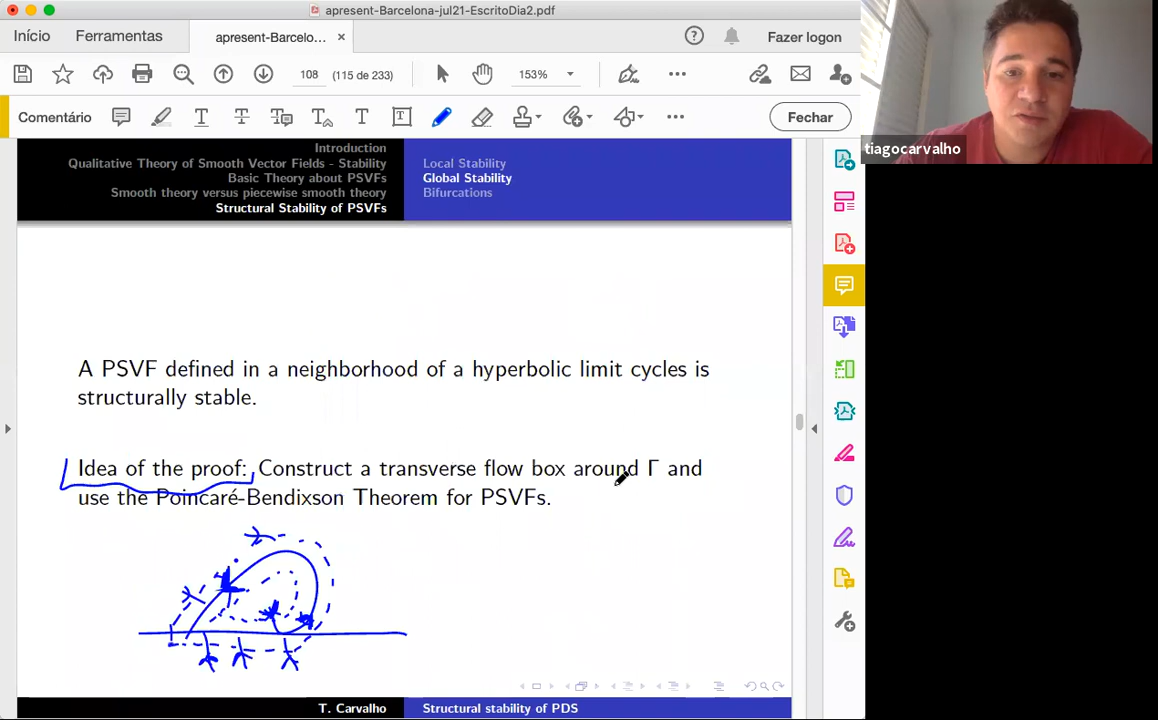 apresent-Barcelona-jul21-EscritoDia2.pdf
Início
Ferramentas
apresent-Barcelo...
Fazer logon
108
(115 de 233)
153%
Comentário
Fechar
tiagocarvalho
Introduction
Qualitative Theory of Smooth Vector Fields - Stability
Basic Theory about PSVFs
Smooth theory versus piecewise smooth theory
Structural Stability of PSVFs
Local Stability
Global Stability
Bifurcations
A PSVF defined in a neighborhood of a hyperbolic limit cycles is
structurally stable.
Idea of the proof: Construct a transverse flow box around Γ and
use the Poincaré-Bendixson Theorem for PSVFs.
T. Carvalho
Structural stability of PDS